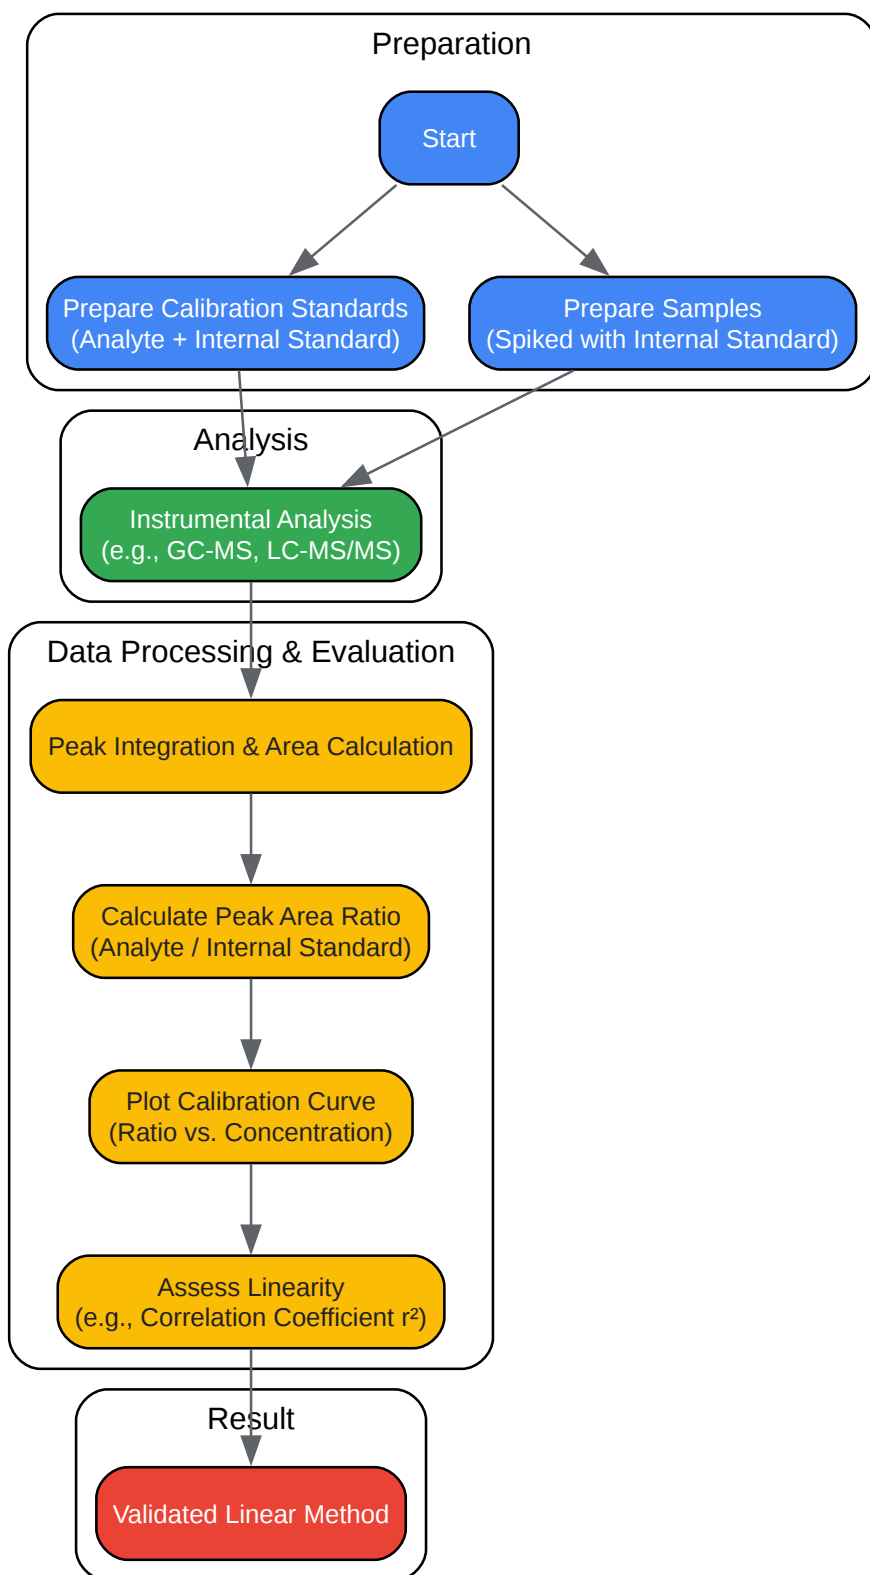 Preparation
Start
Prepare Calibration Standards
(Analyte + Internal Standard)
Prepare Samples
(Spiked with Internal Standard)
Analysis
Instrumental Analysis
(e.g., GC-MS, LC-MS/MS)
Data Processing & Evaluation
Peak Integration & Area Calculation
Calculate Peak Area Ratio
(Analyte / Internal Standard)
Plot Calibration Curve
(Ratio vs. Concentration)
Assess Linearity
(e.g., Correlation Coefficient r²)
Result
Validated Linear Method